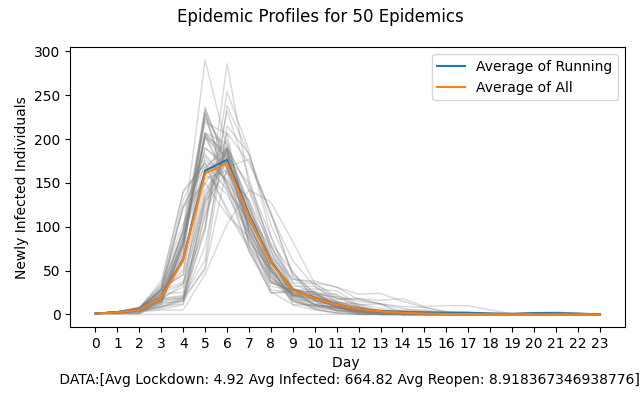 Epidemic Profiles for 50 Epidemics
300
250
200
150
100
50
0
Newly Infected Individuals
Average of Running
Average of All
0 1 2 3 4 5 6 7 8 9 10 11 12 13 14 15 16 17 18 19 20 21 22 23
Day
DATA:[Avg Lockdown: 4.92 Avg Infected: 664.82 Avg Reopen: 8.918367346938776]